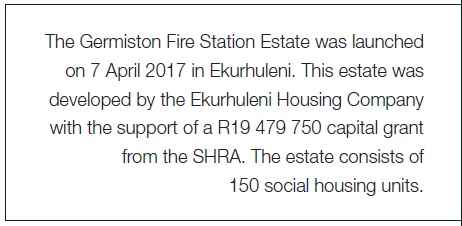 The Germiston Fire Station Estate was launched
on 7 April 2017 in Ekurhuleni. This estate was
developed by the Ekurhuleni Housing Company
with the support of a R19 479 750 capital grant
from the SHRA. The estate consists of
150 social housing units.